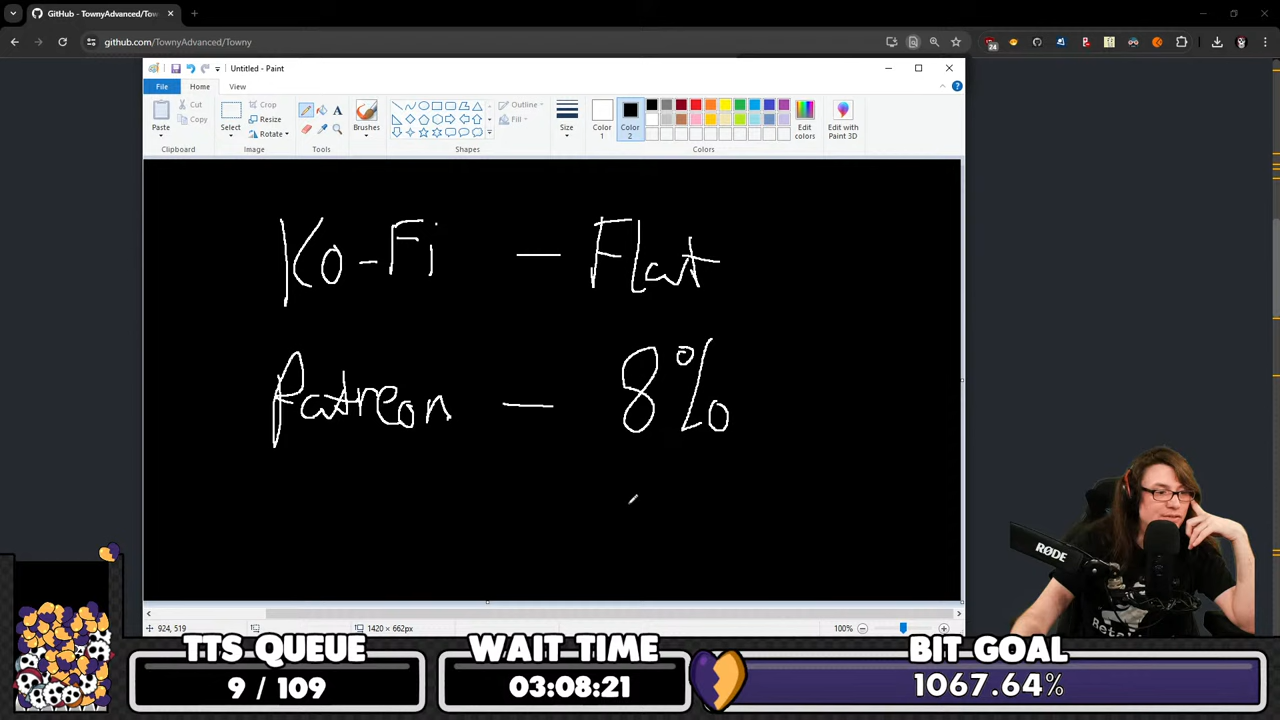 GitHub - TownyAdvanced/Tow
github.com/TownyAdvanced/Towny
24
Untitled - Paint
File Home View
Paste
Cut
Copy
Clipboard
Select
Crop
Resize
Rotate
Image
Tools
Brushes
Outline
Fill
Shapes
Size
Color 1
Color 2
Edit colors
Colors
Edit with Paint 3D
Ko-Fi — Flat
Patreon — 8%
924, 519
1420 × 662px
100%
RØDE
TTS QUEUE
9 / 109
WAIT TIME
03:08:21
BIT GOAL
1067.64%